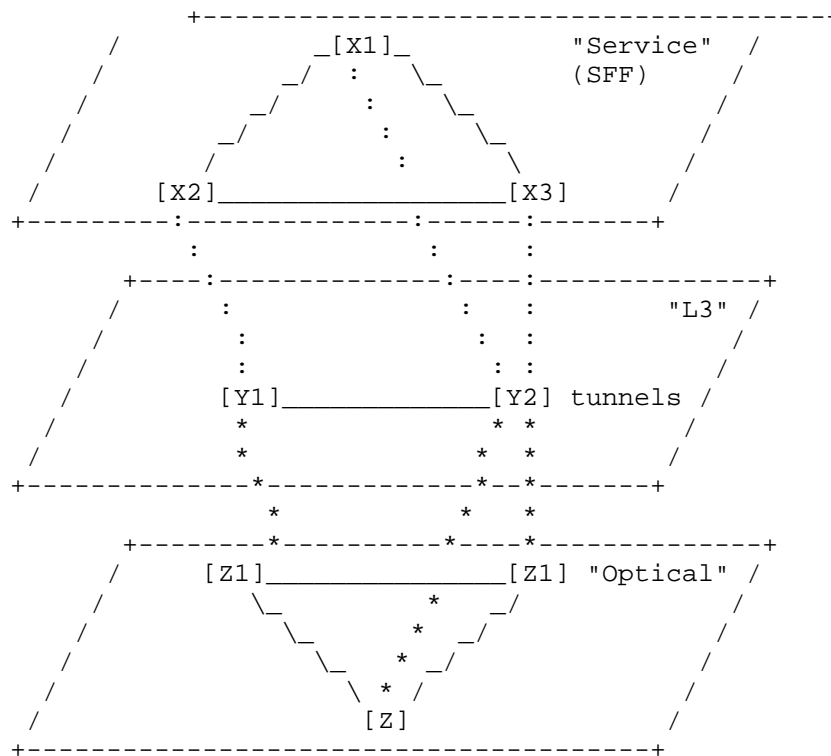 [X1] "Service"
(SFF)
[X2] [X3]
"L3"
[Y1] [Y2] tunnels
[Z1] [Z1] "Optical"
[Z]